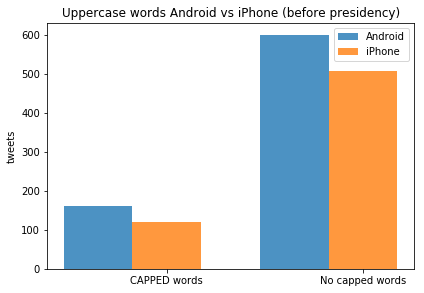 Uppercase words Android vs iPhone (before presidency)
Android
iPhone
tweets
600
500
400
300
200
100
0
CAPPED words
No capped words